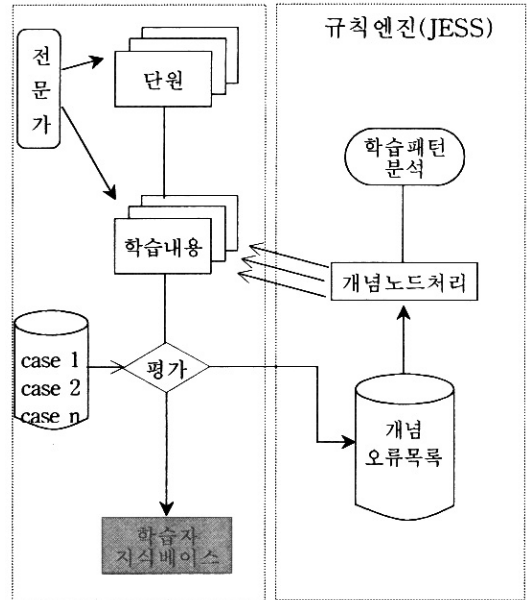 규칙엔진(JESS)
전
문
가
단원
학습패턴
분석
학습내용
개념노드처리
case 1
case 2
case n
평가
개념
오류목록
학습자
지식베이스